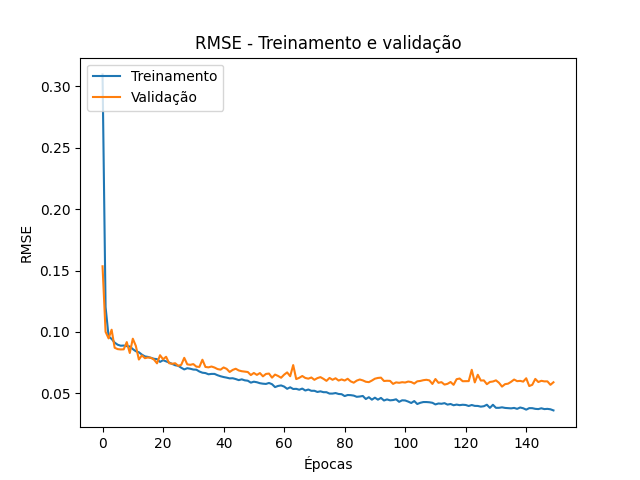 RMSE - Treinamento e validação
Treinamento
Validação
0.30
0.25
0.20
0.15
0.10
0.05
RMSE
0 20 40 60 80 100 120 140
Épocas